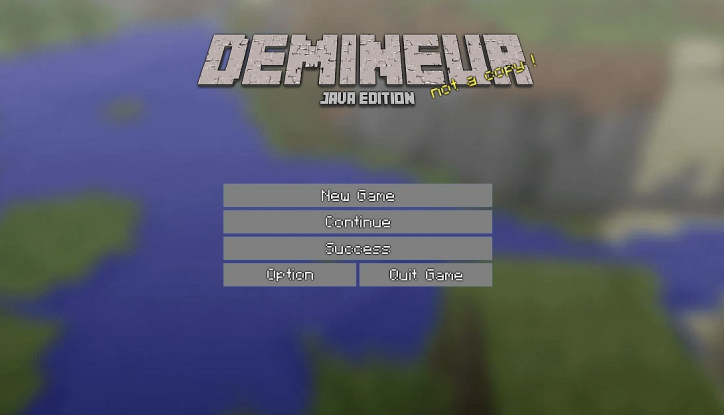 DEMINEUR
not a copy !
JAVA EDITION
New Game
Continue
Success
Option
Quit Game